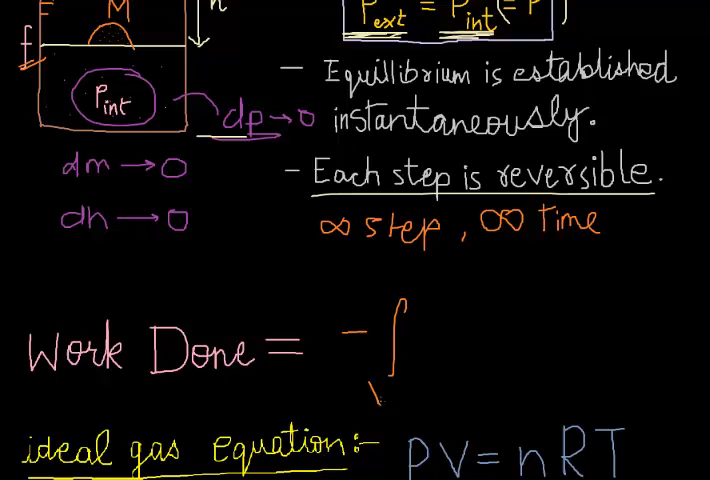 M
h
P_ext = P_int (= P)
f
P_int
dp → 0
- Equillibrium is established
instantaneously.
dm → 0
- Each step is reversible.
dh → 0
∞ step, ∞ Time
Work Done = - ∫
ideal gas equation:- PV = nRT